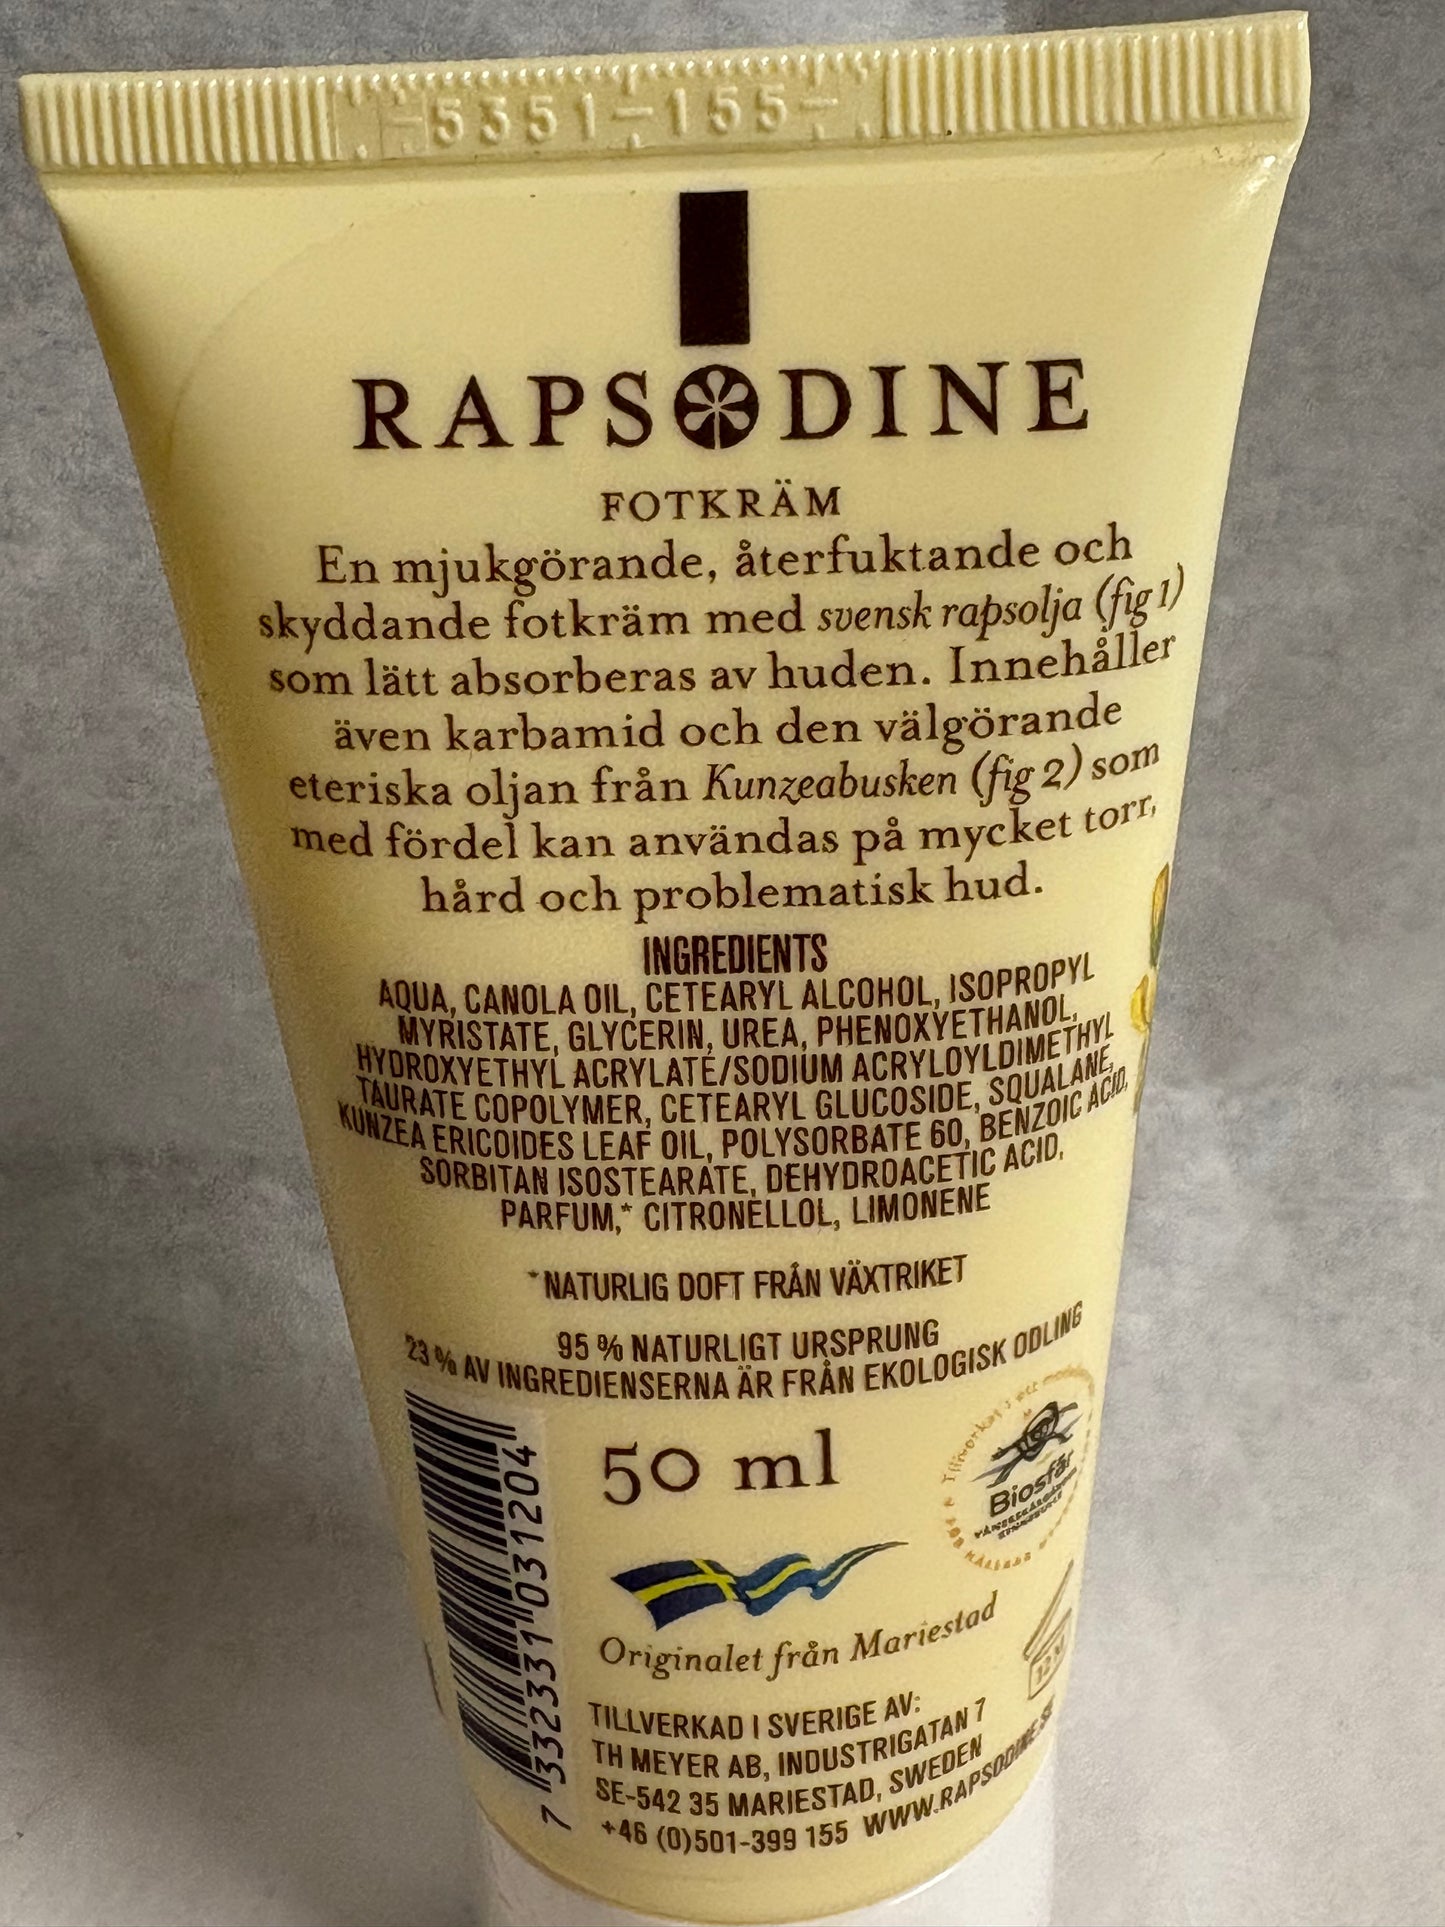 5351-155-
RAPSODINE
FOTKRÄM
En mjukgörande, återfuktande och
skyddande fotkräm med svensk rapsolja (fig 1)
som lätt absorberas av huden. Innehåller
även karbamid och den välgörande
eteriska oljan från Kunzeabusken (fig 2) som
med fördel kan användas på mycket torr,
hård och problematisk hud.
INGREDIENTS
AQUA, CANOLA OIL, CETEARYL ALCOHOL, ISOPROPYL
MYRISTATE, GLYCERIN, UREA, PHENOXYETHANOL,
HYDROXYETHYL ACRYLATE/SODIUM ACRYLOYLDIMETHYL
TAURATE COPOLYMER, CETEARYL GLUCOSIDE, SQUALANE,
KUNZEA ERICOIDES LEAF OIL, POLYSORBATE 60, BENZOIC ACID,
SORBITAN ISOSTEARATE, DEHYDROACETIC ACID,
PARFUM,* CITRONELLOL, LIMONENE
*NATURLIG DOFT FRÅN VÄXTRIKET
95 % NATURLIGT URSPRUNG
23 % AV INGREDIENSERNA ÄR FRÅN EKOLOGISK ODLING
7 332331 031204
50 ml
Tillverkat i ett
Biosfär
Originalet från Mariestad
12 M
TILLVERKAD I SVERIGE AV:
TH MEYER AB, INDUSTRIGATAN 7
SE-542 35 MARIESTAD, SWEDEN
+46 (0)501-399 155 WWW.RAPSODINE.SE